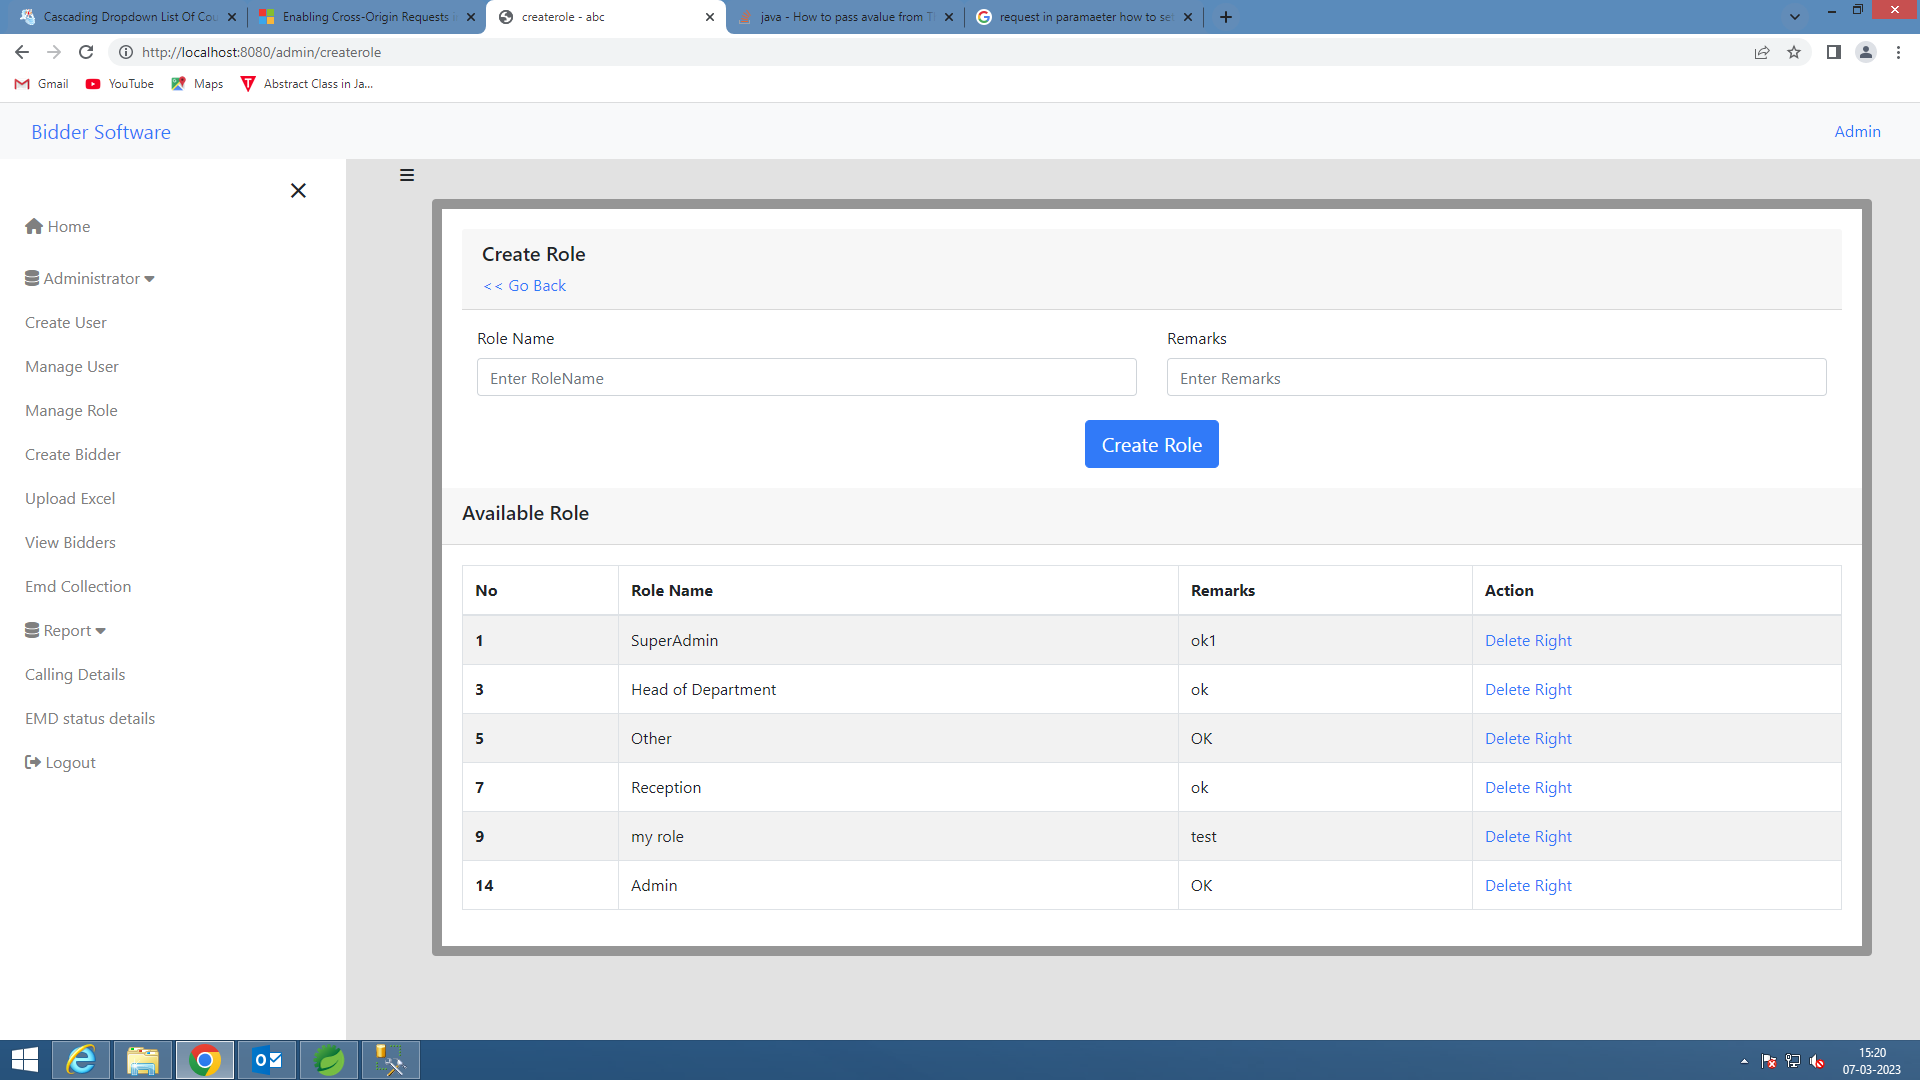 Cascading Dropdown List Of Cou
Enabling Cross-Origin Requests i
createrole - abc
java - How to pass avalue from T
request in paramaeter how to se
http://localhost:8080/admin/createrole
Gmail
YouTube
Maps
Abstract Class in Ja...
Bidder Software
Admin
Home
Administrator
Create User
Manage User
Manage Role
Create Bidder
Upload Excel
View Bidders
Emd Collection
Report
Calling Details
EMD status details
Logout
Create Role
<< Go Back
Role Name
Remarks
Enter RoleName
Enter Remarks
Create Role
Available Role
No Role Name Remarks Action
1 SuperAdmin ok1 Delete Right
3 Head of Department ok Delete Right
5 Other OK Delete Right
7 Reception ok Delete Right
9 my role test Delete Right
14 Admin OK Delete Right
15:20
07-03-2023